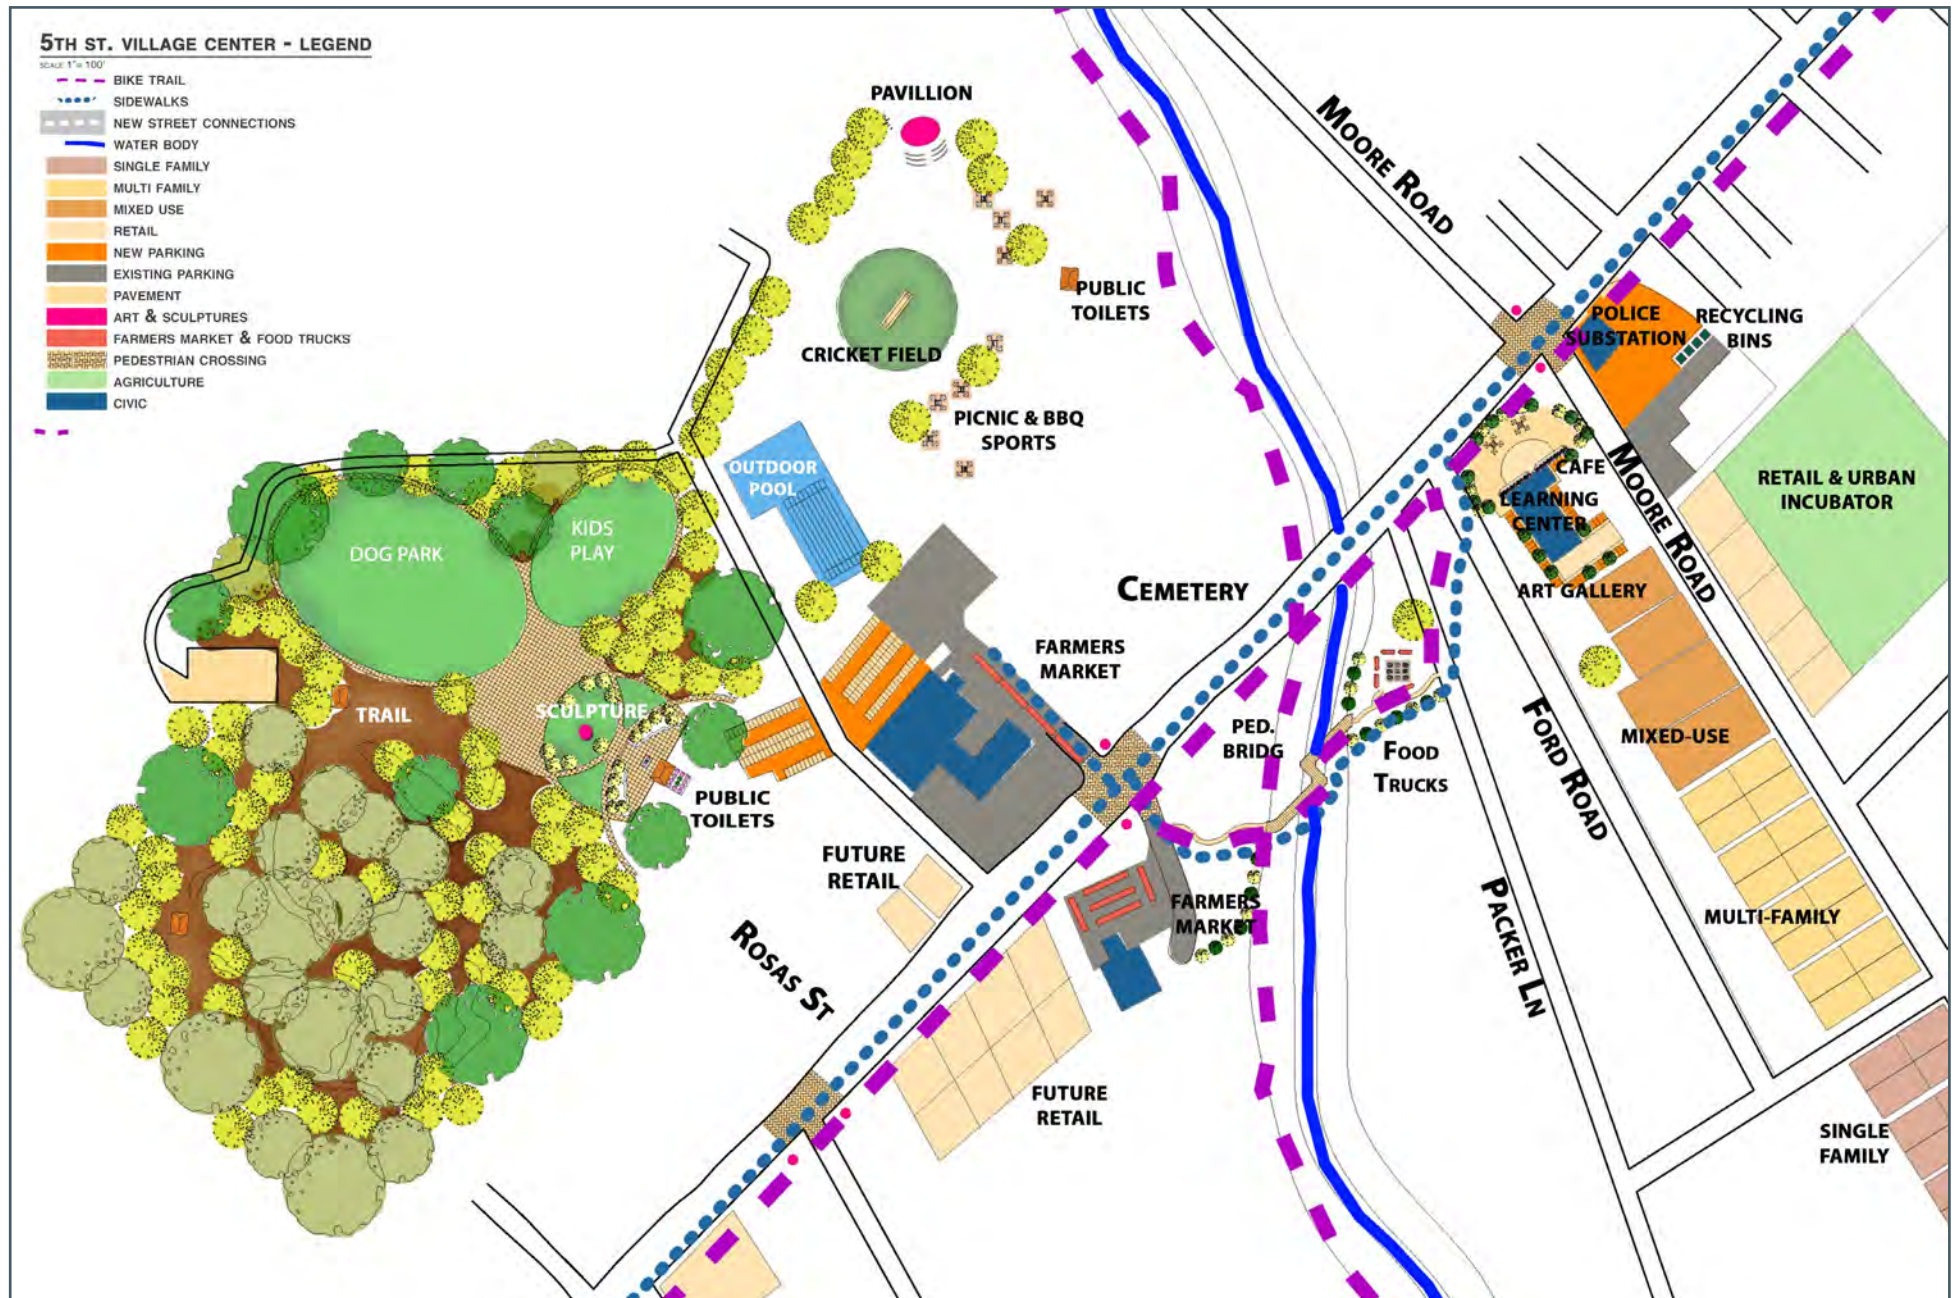 5TH ST. VILLAGE CENTER - LEGEND
SCALE 1"= 100'
BIKE TRAIL
SIDEWALKS
NEW STREET CONNECTIONS
WATER BODY
SINGLE FAMILY
MULTI FAMILY
MIXED USE
RETAIL
NEW PARKING
EXISTING PARKING
PAVEMENT
ART & SCULPTURES
FARMERS MARKET & FOOD TRUCKS
PEDESTRIAN CROSSING
AGRICULTURE
CIVIC
PAVILLION
MOORE ROAD
PUBLIC
TOILETS
CRICKET FIELD
POLICE
SUBSTATION
RECYCLING
BINS
PICNIC & BBQ
SPORTS
OUTDOOR
POOL
CAFE
LEARNING
CENTER
MOORE ROAD
RETAIL & URBAN
INCUBATOR
DOG PARK
KIDS
PLAY
CEMETERY
ART GALLERY
FARMERS
MARKET
TRAIL
SCULPTURE
PED.
BRIDG
FOOD
TRUCKS
FORD ROAD
MIXED-USE
PUBLIC
TOILETS
FUTURE
RETAIL
FARMERS
MARKET
PACKER LN
MULTI-FAMILY
ROSAS ST
FUTURE
RETAIL
SINGLE
FAMILY